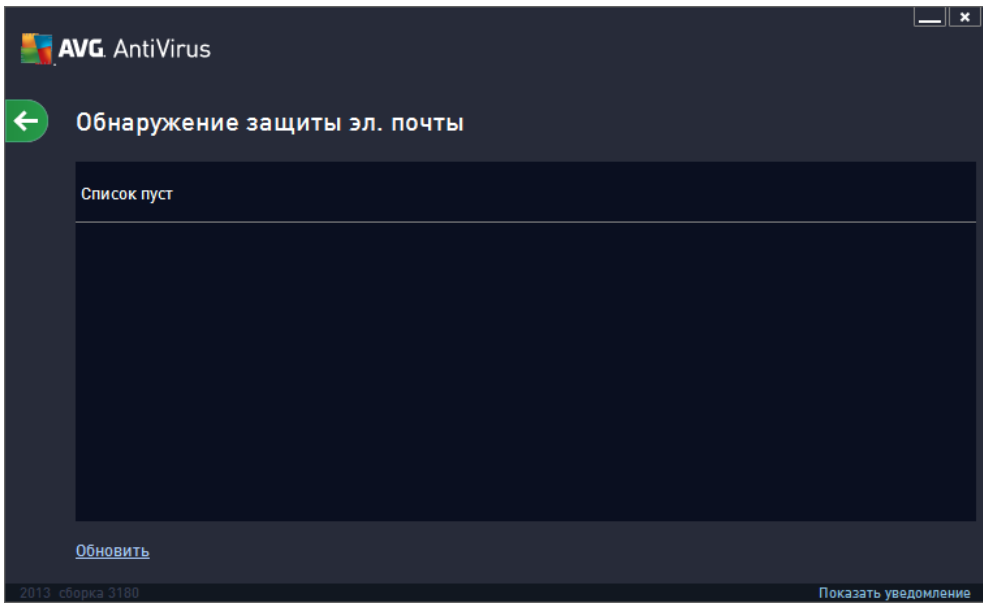 AVG. AntiVirus
Обнаружение защиты эл. почты
Список пуст
Обновить
2013 сборка 3180
Показать уведомление